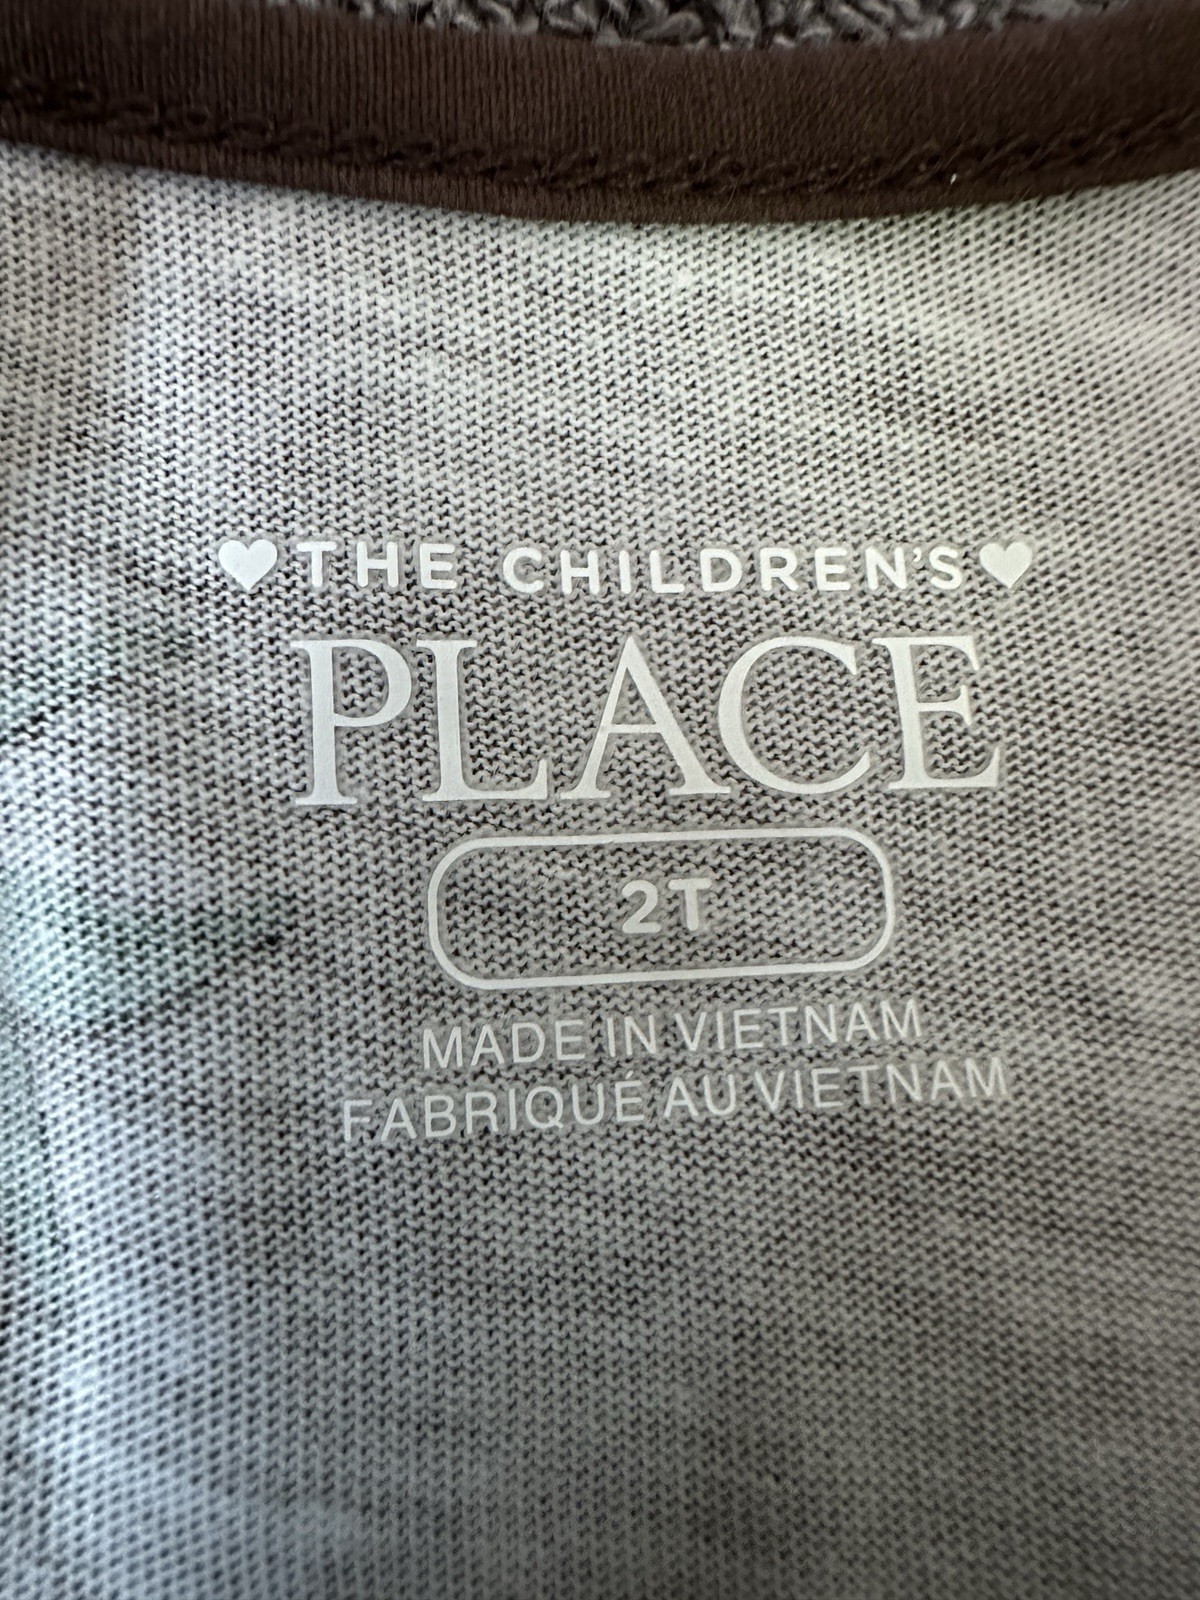 THE CHILDREN'S
PLACE
2T
MADE IN VIETNAM
FABRIQUÉ AU VIETNAM